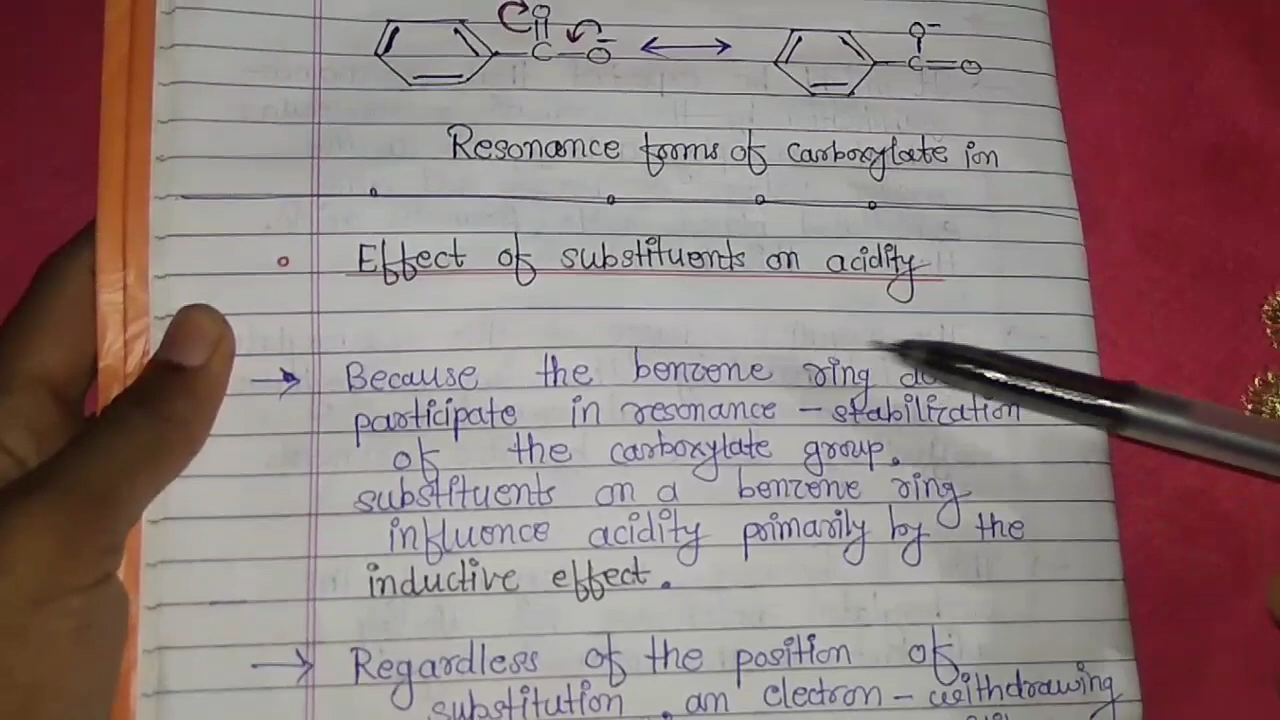 O
C
O
O⁻
C
O
Resonance forms of carboxylate ion
Effect of substituents on acidity
→ Because the benzene ring
participate in resonance - stabilization
of the carboxylate group.
substituents on a benzene ring
influence acidity primarily by the
inductive effect.
→ Regardless of the position of
substitution, an electron - withdrawing